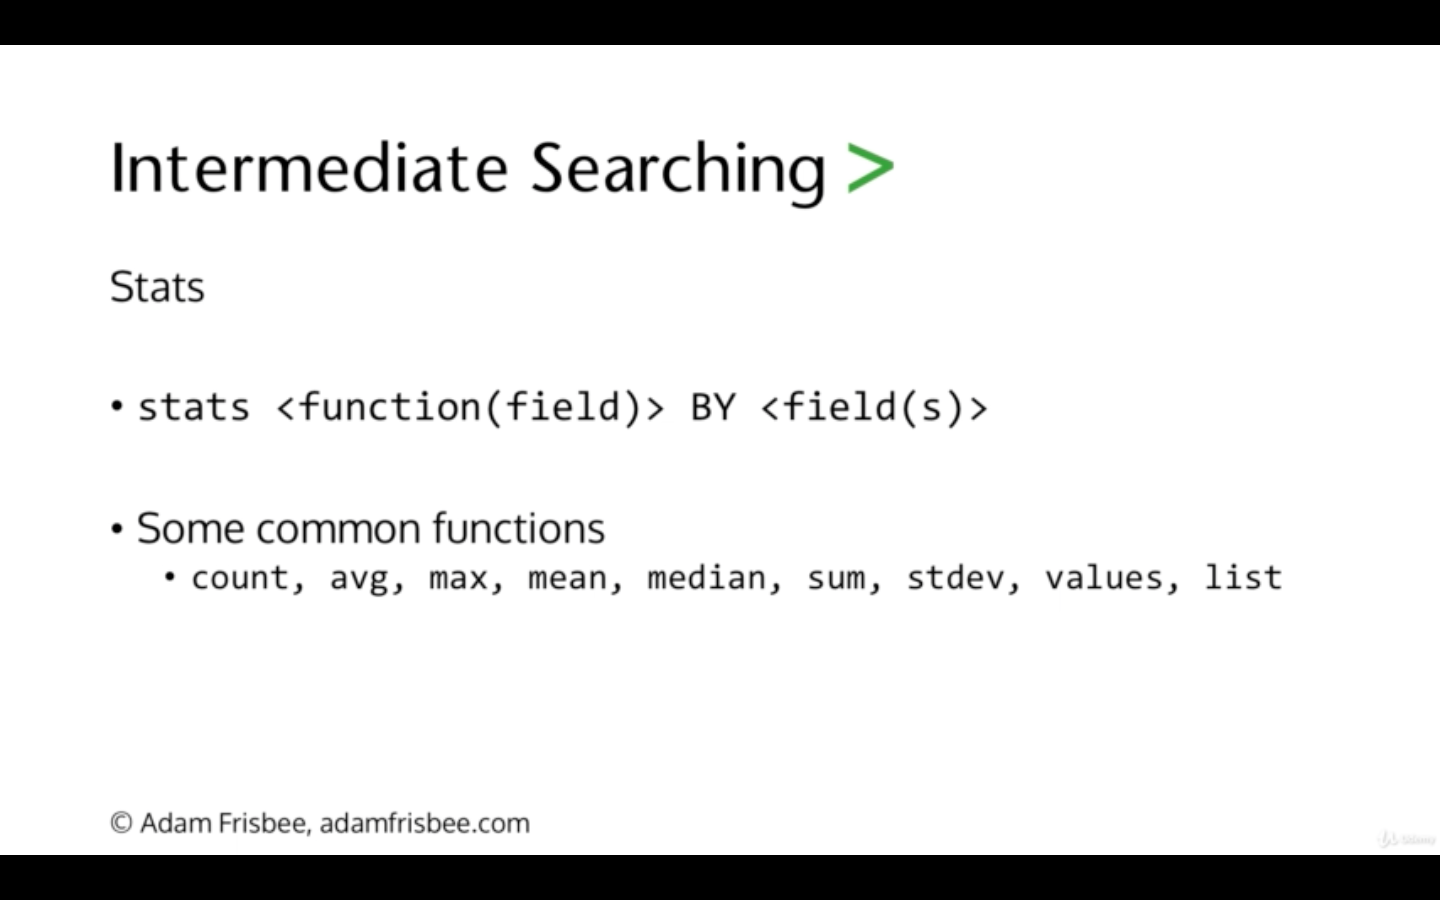 Intermediate Searching >
Stats
• stats <function(field)> BY <field(s)>
• Some common functions
• count, avg, max, mean, median, sum, stdev, values, list
© Adam Frisbee, adamfrisbee.com
Udemy